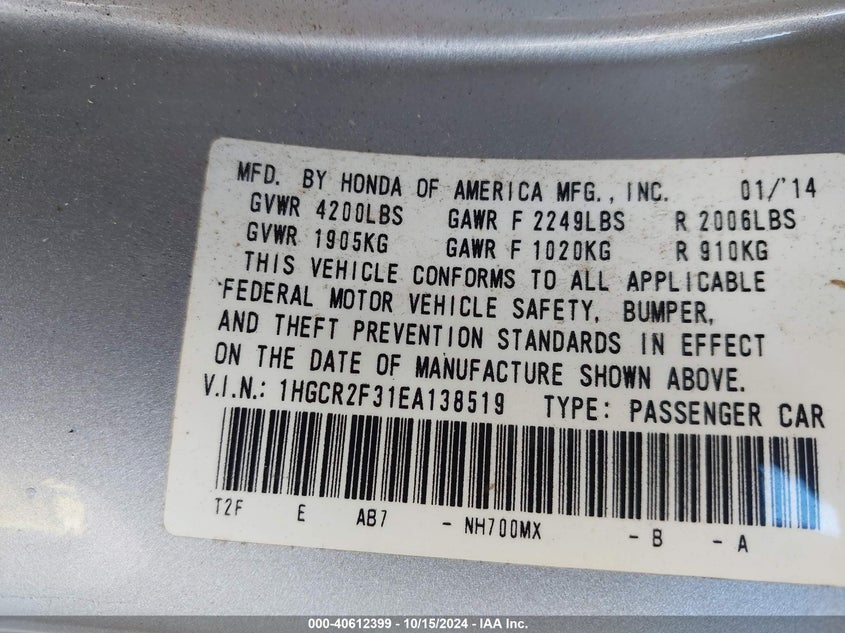 MFD. BY HONDA OF AMERICA MFG., INC. 01/'14
GVWR 4200LBS GAWR F 2249LBS R 2006LBS
GVWR 1905KG GAWR F 1020KG R 910KG
THIS VEHICLE CONFORMS TO ALL APPLICABLE
FEDERAL MOTOR VEHICLE SAFETY, BUMPER,
AND THEFT PREVENTION STANDARDS IN EFFECT
ON THE DATE OF MANUFACTURE SHOWN ABOVE.
V.I.N.: 1HGCR2F31EA138519 TYPE: PASSENGER CAR
T2F E AB7 - NH700MX - B - A
000-40612399 - 10/15/2024 - IAA Inc.